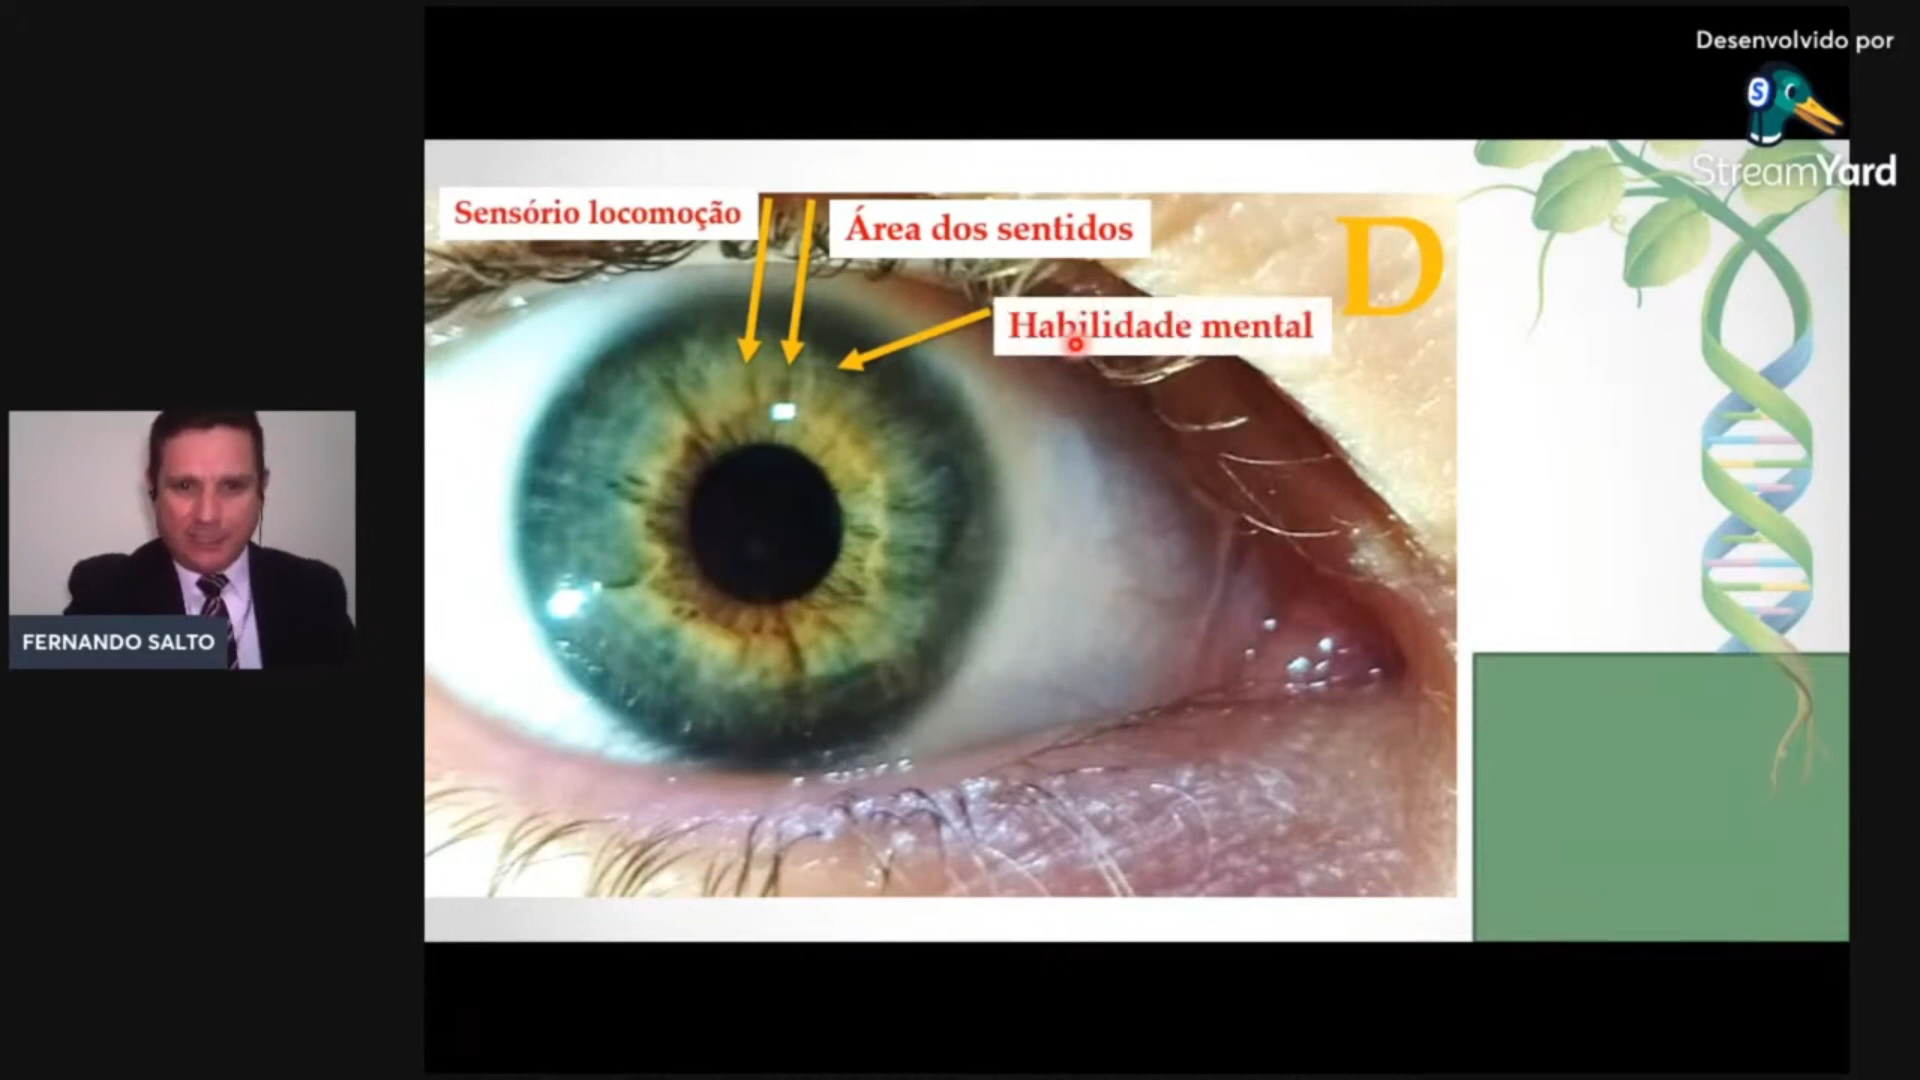 Desenvolvido por
S
StreamYard
Sensório locomoção
Área dos sentidos
D
Habilidade mental
FERNANDO SALTO